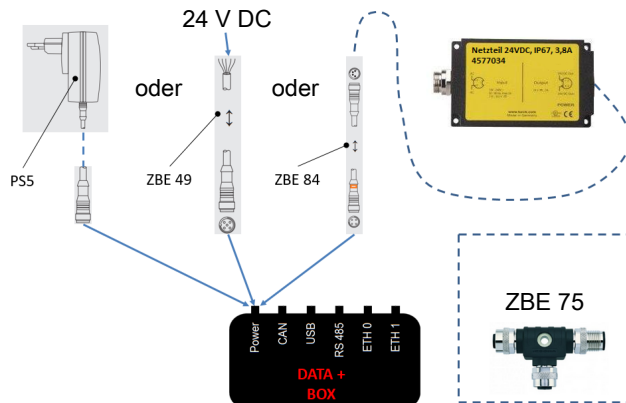 24 V DC
Netzteil 24VDC, IP67, 3,8A
4577034
oder
oder
PS5
ZBE 49
ZBE 84
ZBE 75
Power
CAN
USB
RS 485
ETH 0
ETH 1
DATA +
BOX